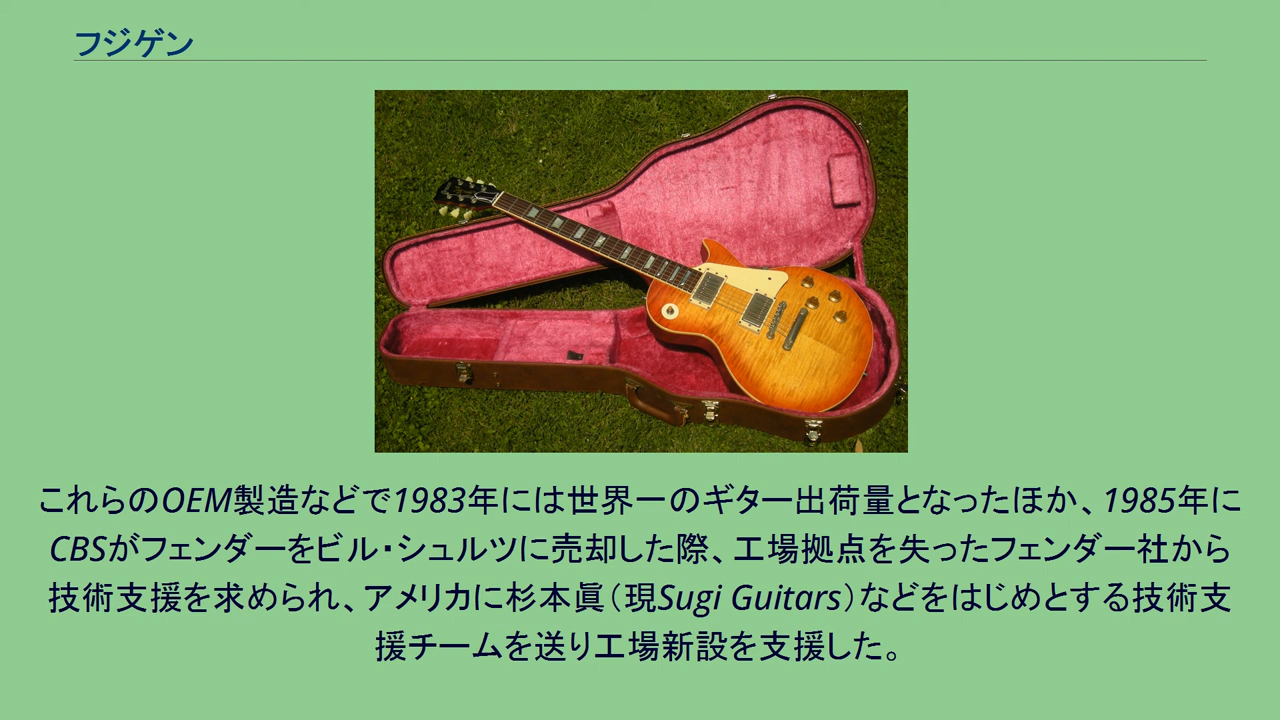 フジゲン
これらのOEM製造などで1983年には世界一のギター出荷量となったほか、1985年に
CBSがフェンダーをビル・シュルツに売却した際、工場拠点を失ったフェンダー社から
技術支援を求められ、アメリカに杉本眞（現Sugi Guitars）などをはじめとする技術支
援チームを送り工場新設を支援した。